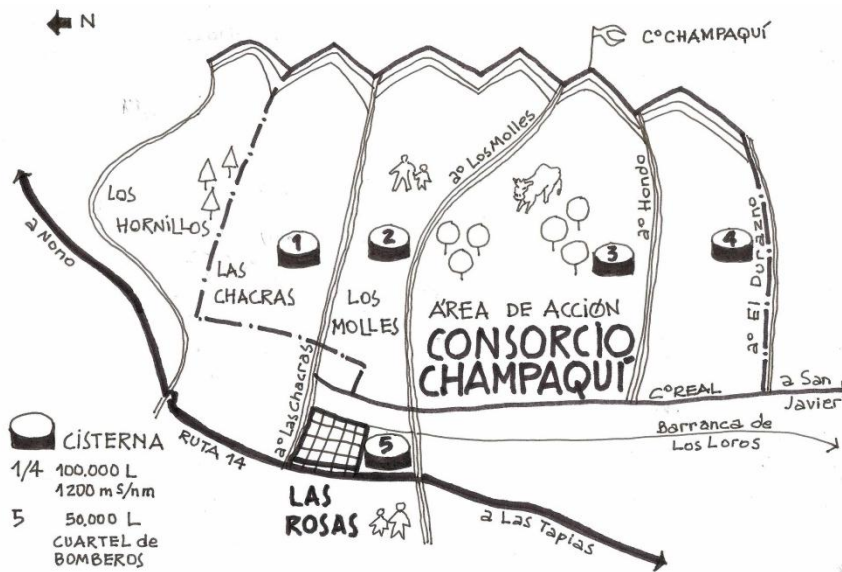 N
Cº CHAMPAQUÍ
LOS
HORNILLOS
aº Los Molles
aº Hondo
aº El Durazno
a Nono
1
2
3
4
LAS
CHACRAS
LOS
MOLLES
ÁREA DE ACCIÓN
CONSORCIO
CHAMPAQUÍ
aº Las Chacras
Cº REAL
a San
Javier
Barranca de
Los Loros
RUTA 14
5
LAS
ROSAS
a Las Tapias
CISTERNA
1/4 100,000 L
1200 ms/nm
5 50,000 L
CUARTEL de
BOMBEROS